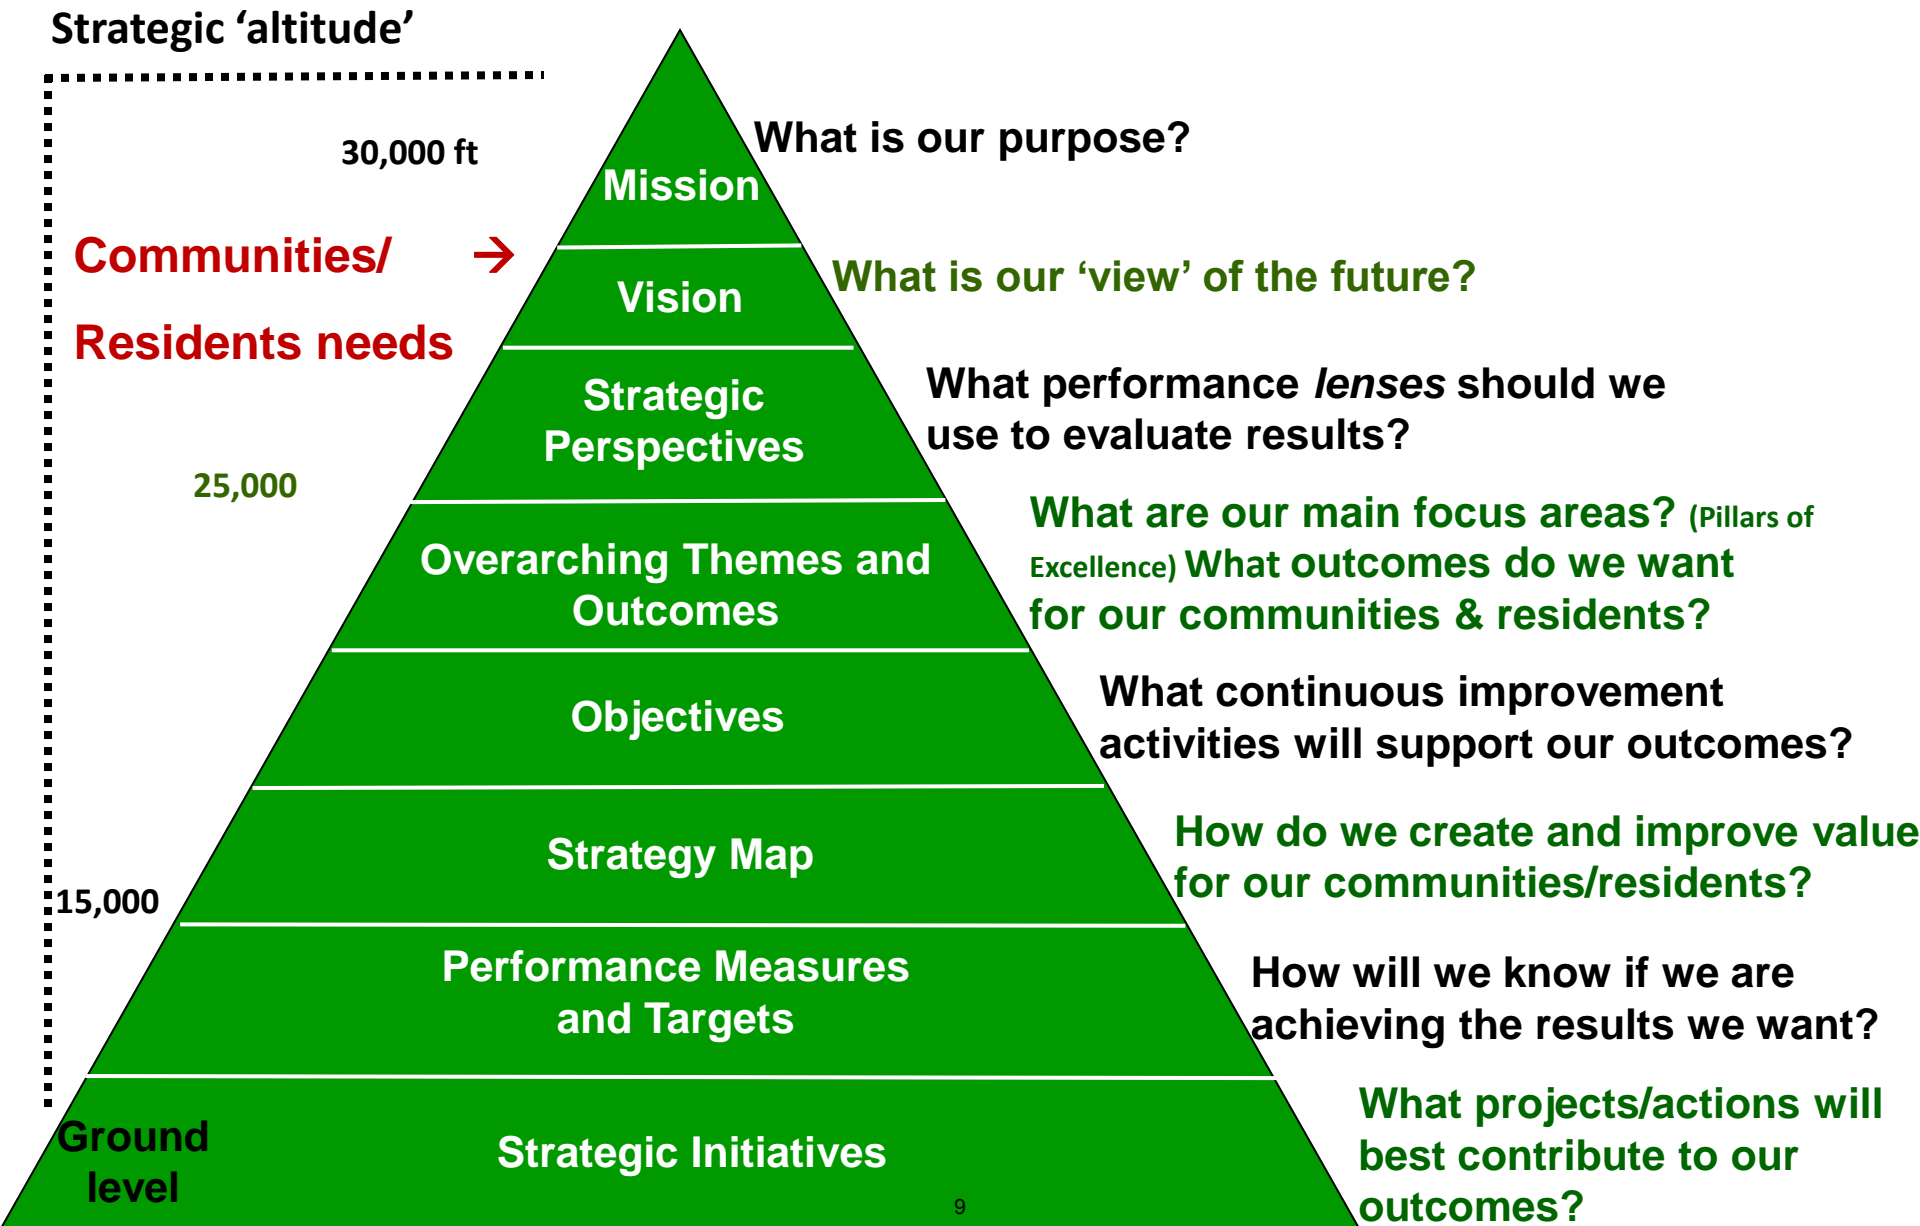 Strategic ‘altitude’
30,000 ft
What is our purpose?
Mission
Communities/ →
Residents needs
Vision
What is our ‘view’ of the future?
Strategic
Perspectives
What performance lenses should we
use to evaluate results?
25,000
Overarching Themes and
Outcomes
What are our main focus areas? (Pillars of
Excellence) What outcomes do we want
for our communities & residents?
Objectives
What continuous improvement
activities will support our outcomes?
Strategy Map
How do we create and improve value
for our communities/residents?
15,000
Performance Measures
and Targets
How will we know if we are
achieving the results we want?
Ground
level
Strategic Initiatives
What projects/actions will
best contribute to our
outcomes?
9